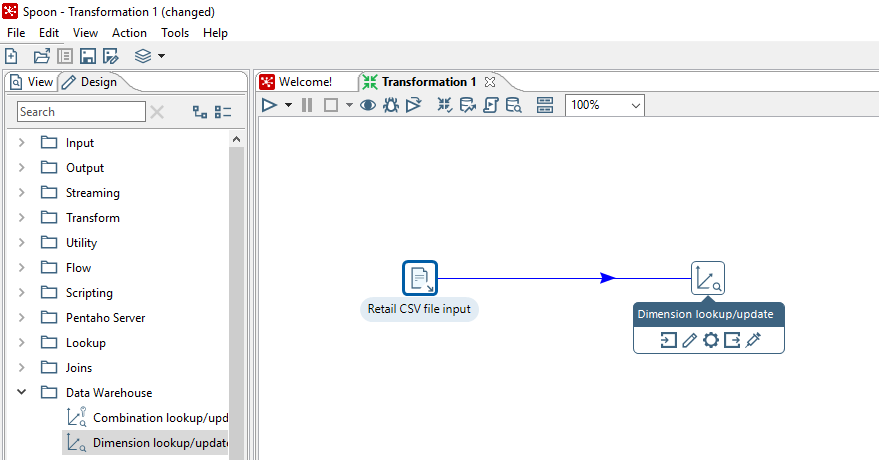 Spoon - Transformation 1 (changed)
File Edit View Action Tools Help
View Design
Welcome! Transformation 1
Search
100%
Input
Output
Streaming
Transform
Utility
Flow
Scripting
Pentaho Server
Lookup
Joins
Data Warehouse
Combination lookup/upd
Dimension lookup/update
Retail CSV file input
Dimension lookup/update